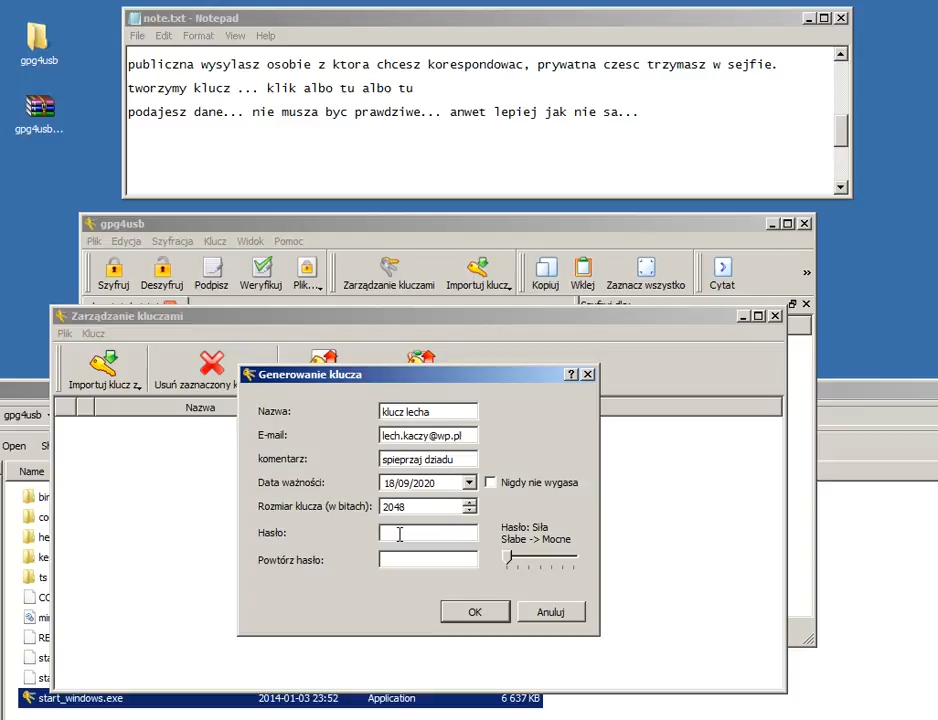 note.txt - Notepad
File Edit Format View Help
publiczna wysylasz osobie z ktora chcesz korespondowac, prywatna czesc trzymasz w sejfie.
tworzymy klucz ... klik albo tu albo tu
podajesz dane... nie musza byc prawdziwe... anwet lepiej jak nie sa...
gpg4usb
gpg4usb...
gpg4usb
Plik Edycja Szyfracja Klucz Widok Pomoc
Szyfruj Deszyfruj Podpisz Weryfikuj Plik... Zarządzanie kluczami Importuj klucz Kopiuj Wklej Zaznacz wszystko Cytat
»
Zarządzanie kluczami
Plik Klucz
Importuj klucz z Usuń zaznaczony k
Nazwa
Generowanie klucza
Nazwa: klucz lecha
E-mail: lech.kaczy@wp.pl
komentarz: spieprzaj dziadu
Data ważności: 18/09/2020 Nigdy nie wygasa
Rozmiar klucza (w bitach): 2048
Hasło: Hasło: Siła
Słabe -> Mocne
Powtórz hasło:
OK Anuluj
gpg4usb
Open
Name
bin
co
he
ke
ts
CO
RE
sta
sta
start_windows.exe 2014-01-03 23:52 Application 6 637 KB